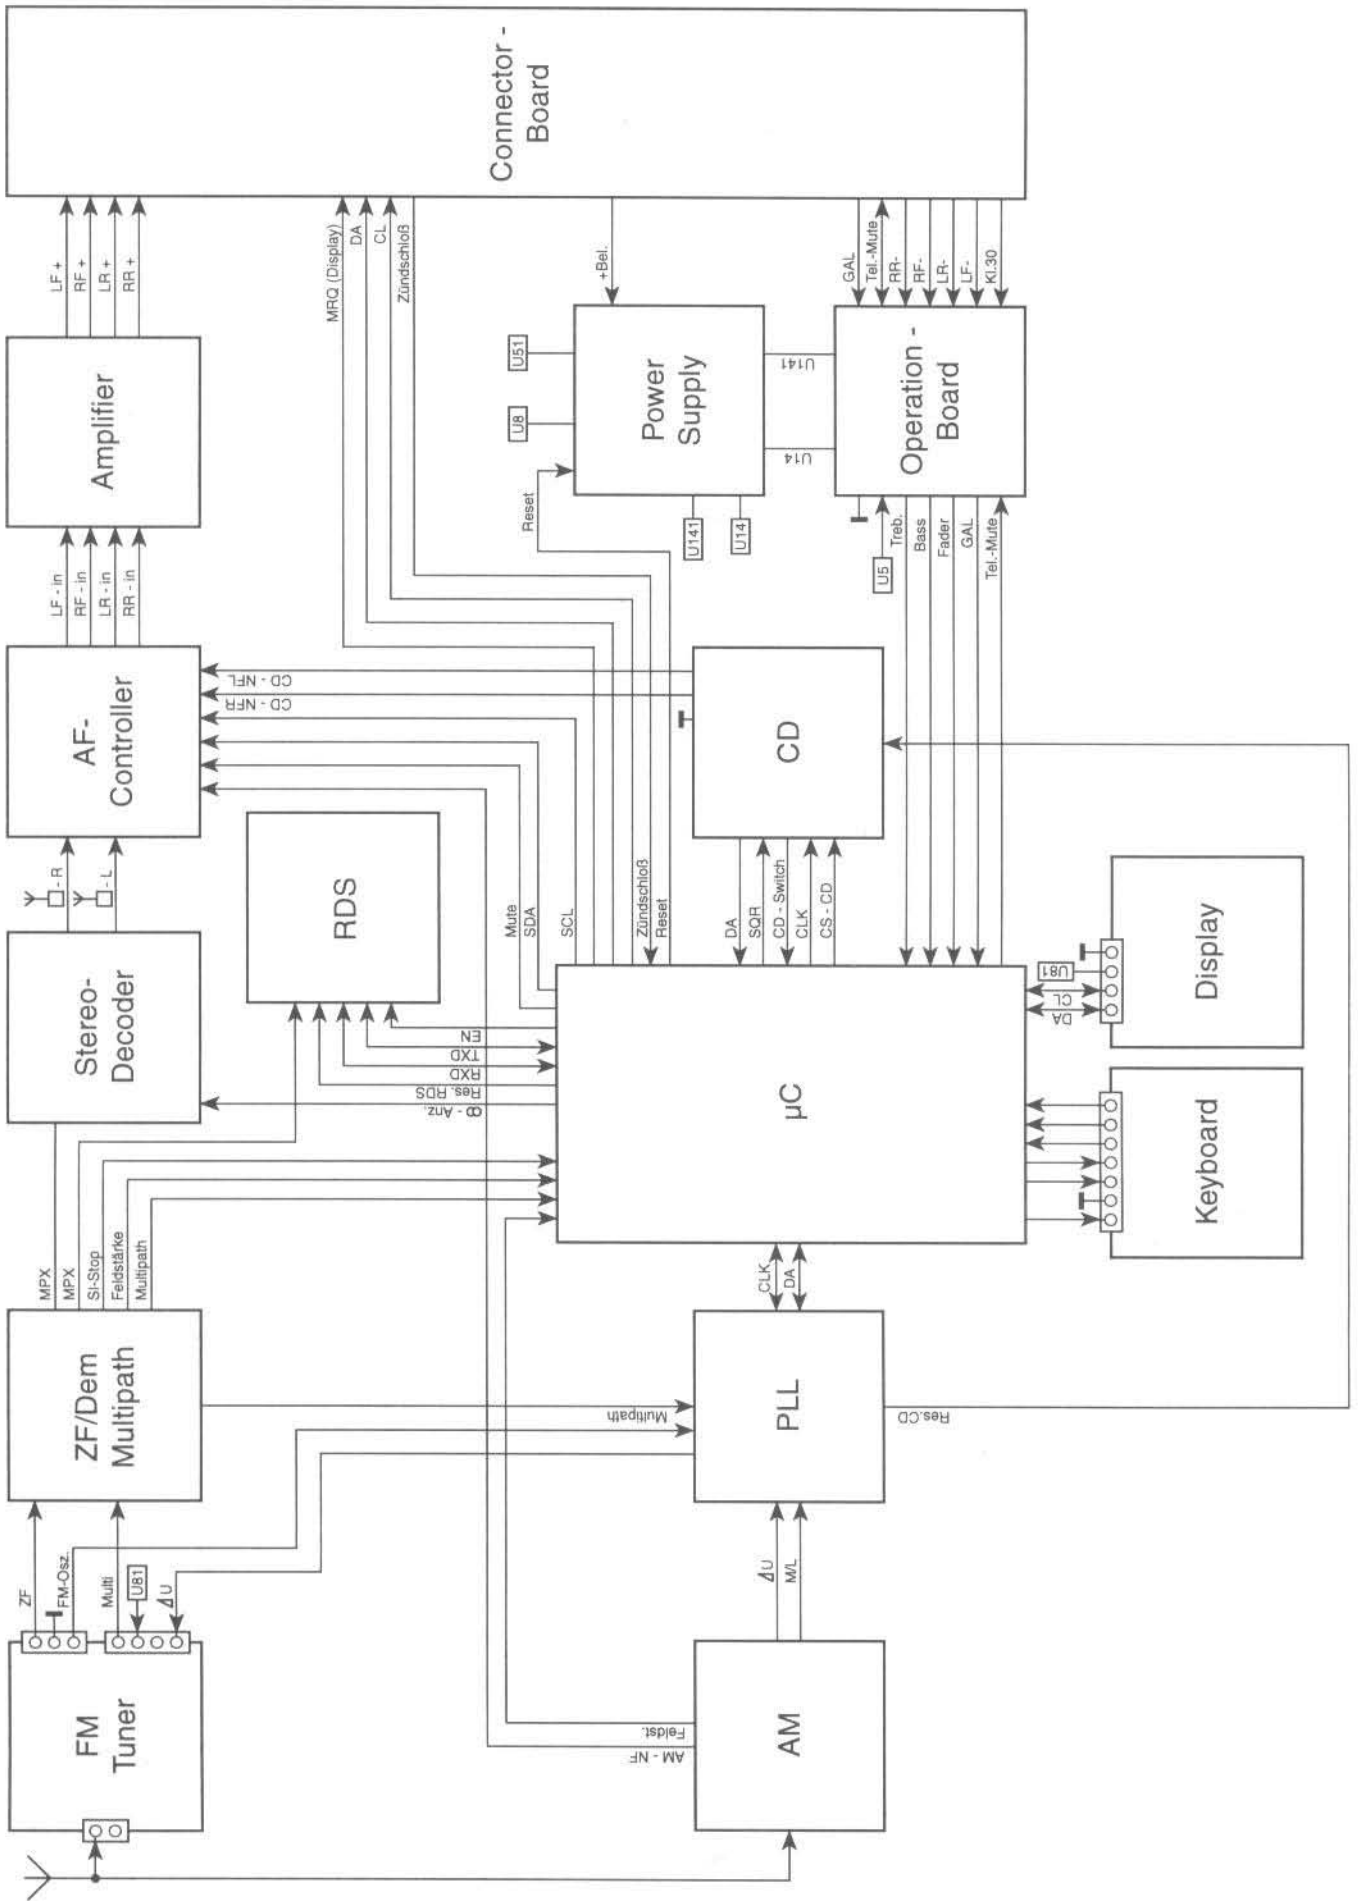 FM
Tuner
ZF
FM-Osz.
Multi
U81
ΔU
ZF/Dem
Multipath
MPX
MPX
SI-Stop
Feldstärke
Multipath
Stereo-
Decoder
- R
- L
AF-
Controller
LF - in
RF - in
LR - in
RR - in
Amplifier
LF +
RF +
LR +
RR +
Connector -
Board
MRQ (Display)
DA
CL
Zündschloß
RDS
EN
TXD
RXD
Res. RDS
8 - Anz.
Mute
SDA
SCL
CD - NFL
CD - NFR
Zündschloß
Reset
Reset
U8
U51
+Bel.
Power
Supply
U141
U14
U14
U141
AM - NF
Feldst.
AM
ΔU
M/L
Multipath
PLL
Res.CD
CLK
DA
µC
DA
SQR
CD - Switch
CLK
CS - CD
CD
U5
Treb.
Bass
Fader
GAL
Tel.-Mute
Operation -
Board
GAL
Tel.-Mute
RR-
RF-
LR-
LF-
Kl.30
Keyboard
DA
CL
U81
Display